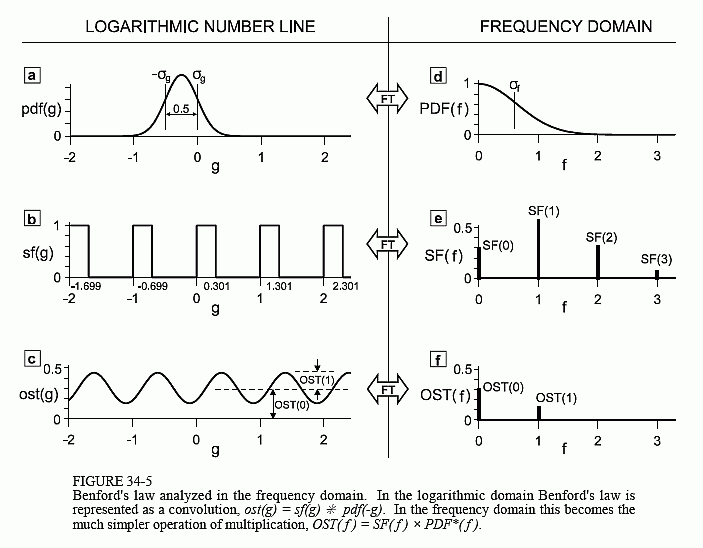 LOGARITHMIC NUMBER LINE
FREQUENCY DOMAIN
a
-σg σg
pdf(g)
0.5
0
-2 -1 0 1 2
g
FT
d
σf
1
PDF(f)
0
0 1 2 3
f
b
1
sf(g)
0
-1.699 -0.699 0.301 1.301 2.301
-2 -1 0 1 2
g
FT
e
SF(1)
0.5
SF(0) SF(2)
SF(f) SF(3)
0
0 1 2 3
f
c
0.5
OST(1)
ost(g)
OST(0)
0
-2 -1 0 1 2
g
FT
f
0.5
OST(0)
OST(f) OST(1)
0
0 1 2 3
f
FIGURE 34-5
Benford's law analyzed in the frequency domain. In the logarithmic domain Benford's law is
represented as a convolution, ost(g) = sf(g) ∗ pdf(-g). In the frequency domain this becomes the
much simpler operation of multiplication, OST(f) = SF(f) × PDF*(f).